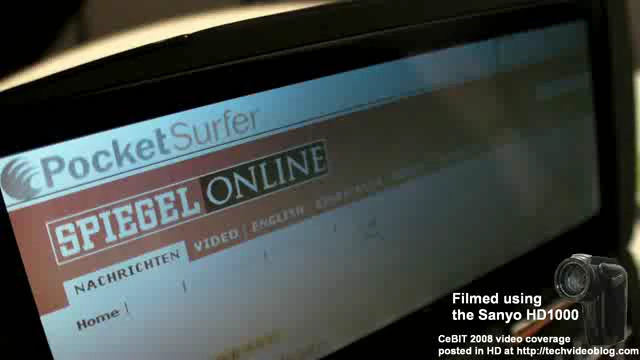 PocketSurfer
SPIEGEL ONLINE
NACHRICHTEN VIDEO | ENGLISH
Home |
Filmed using
the Sanyo HD1000
CeBIT 2008 video coverage
posted in HD at http://techvideoblog.com